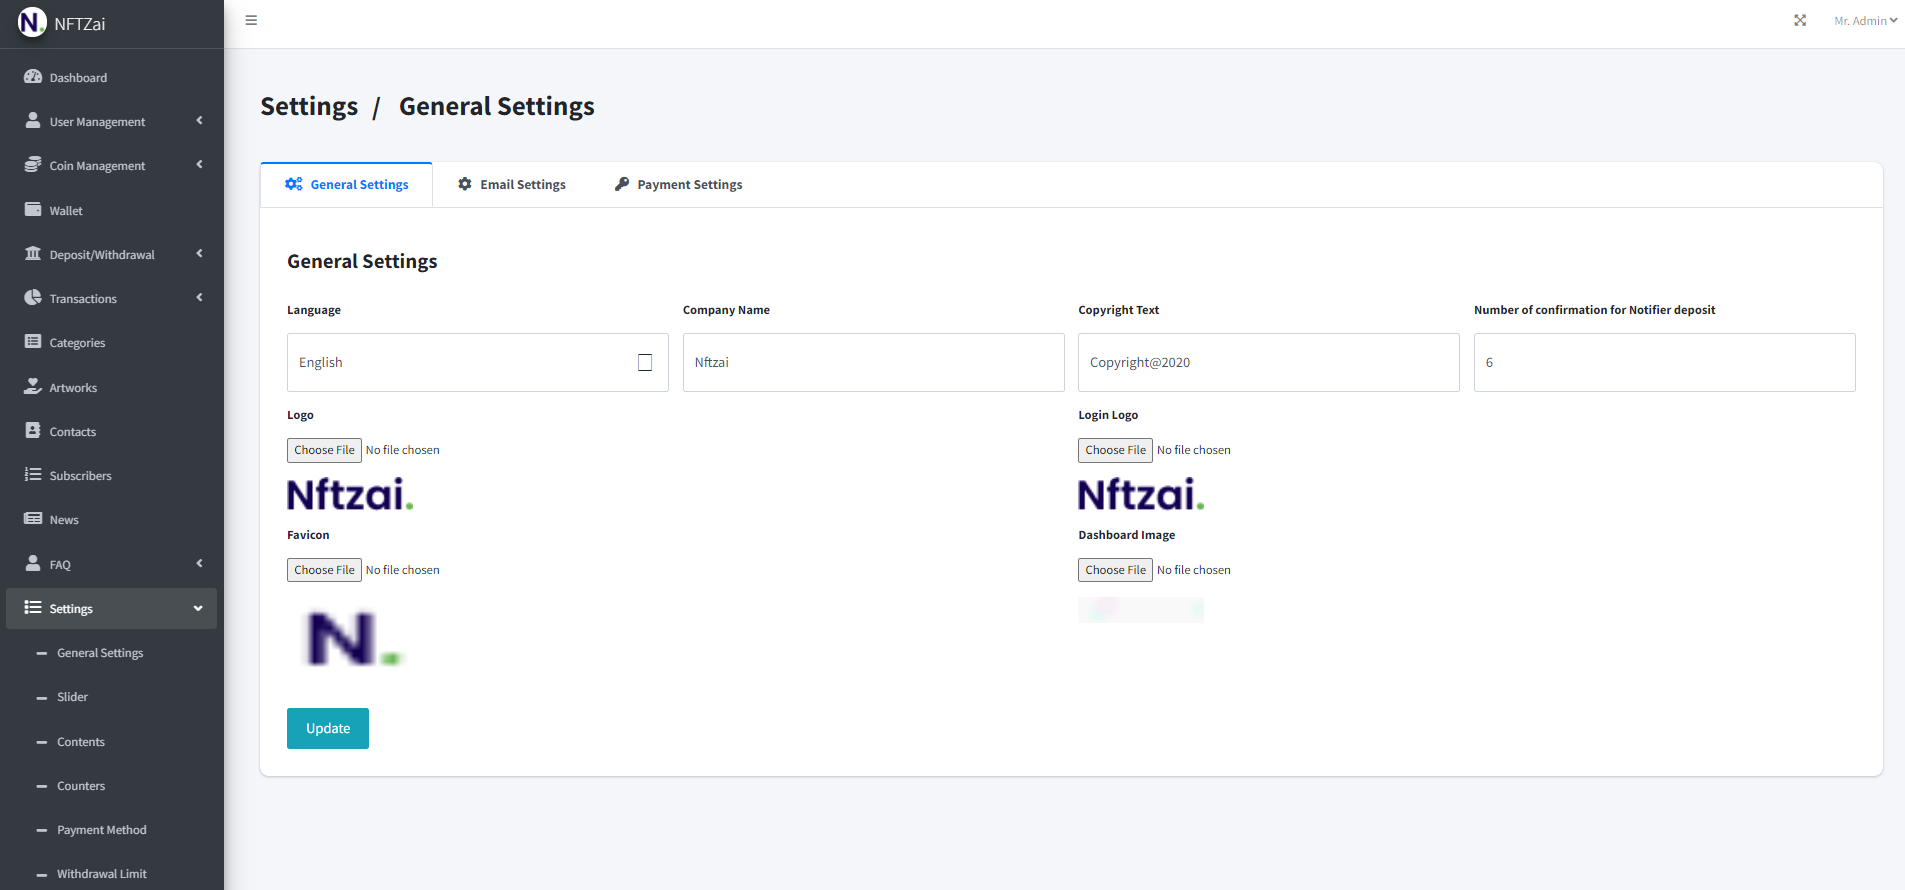 N. NFTZai
Mr. Admin
Dashboard
User Management
Coin Management
Wallet
Deposit/Withdrawal
Transactions
Categories
Artworks
Contacts
Subscribers
News
FAQ
Settings
General Settings
Slider
Contents
Counters
Payment Method
Withdrawal Limit
Settings / General Settings
General Settings Email Settings Payment Settings
General Settings
Language Company Name Copyright Text Number of confirmation for Notifier deposit
English Nftzai Copyright@2020 6
Logo Login Logo
Choose File No file chosen Choose File No file chosen
Nftzai. Nftzai.
Favicon Dashboard Image
Choose File No file chosen Choose File No file chosen
N.
Update